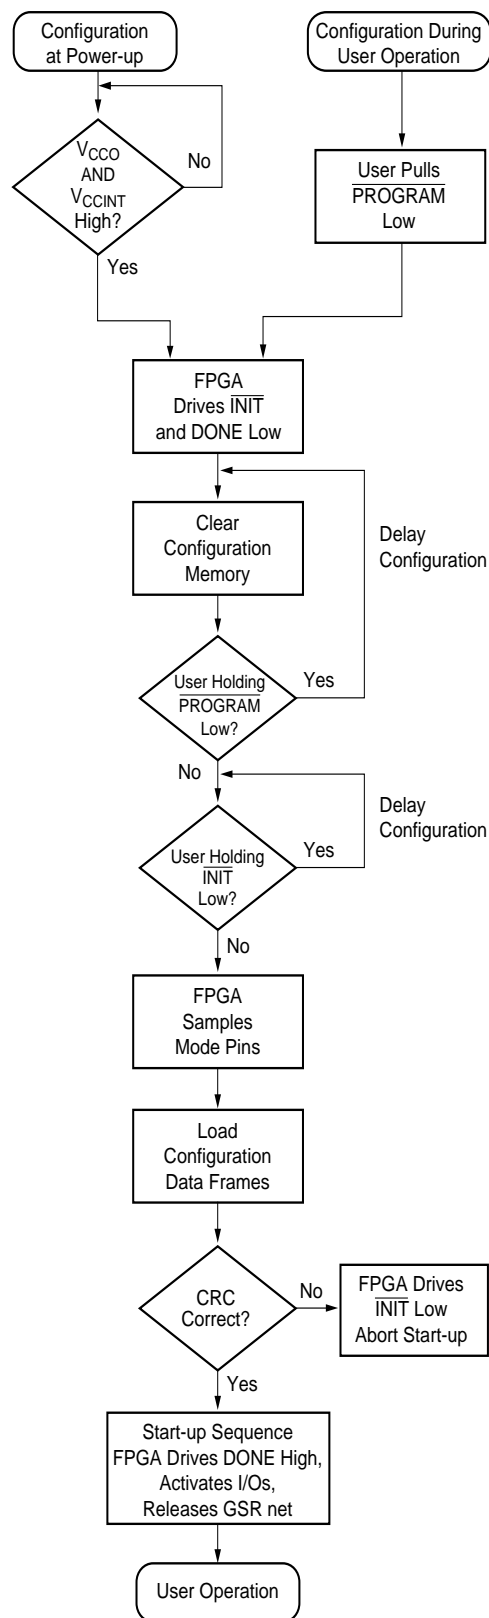 Configuration
at Power-up
Configuration During
User Operation
VCCO
AND
VCCINT
High?
No
Yes
User Pulls
PROGRAM
Low
FPGA
Drives INIT
and DONE Low
Clear
Configuration
Memory
Delay
Configuration
User Holding
PROGRAM
Low?
Yes
No
User Holding
INIT
Low?
Yes
Delay
Configuration
No
FPGA
Samples
Mode Pins
Load
Configuration
Data Frames
CRC
Correct?
No
FPGA Drives
INIT Low
Abort Start-up
Yes
Start-up Sequence
FPGA Drives DONE High,
Activates I/Os,
Releases GSR net
User Operation